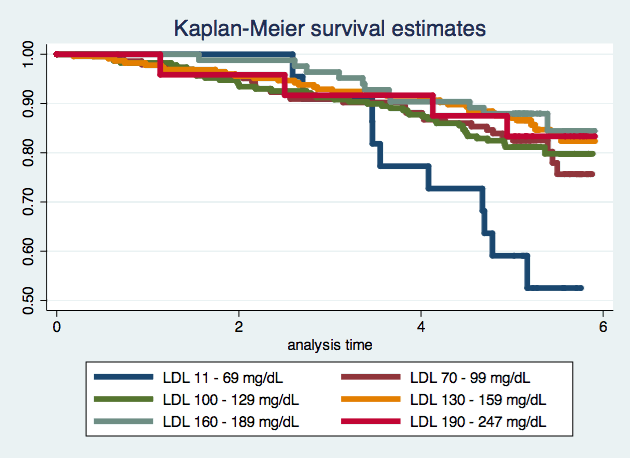 Kaplan-Meier survival estimates
1.00
0.90
0.80
0.70
0.60
0.50
0 2 4 6
analysis time
LDL 11 - 69 mg/dL LDL 70 - 99 mg/dL
LDL 100 - 129 mg/dL LDL 130 - 159 mg/dL
LDL 160 - 189 mg/dL LDL 190 - 247 mg/dL